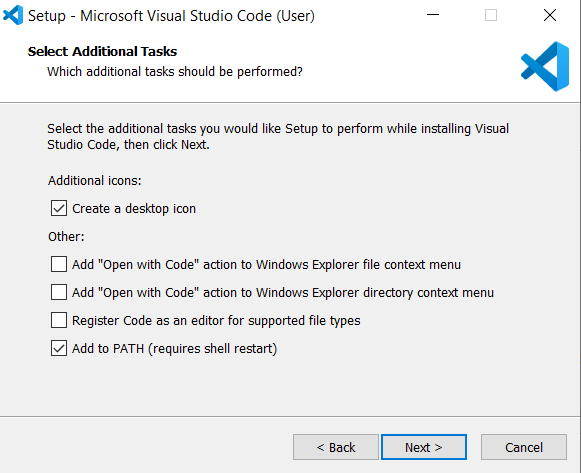 Setup - Microsoft Visual Studio Code (User)
Select Additional Tasks
Which additional tasks should be performed?
Select the additional tasks you would like Setup to perform while installing Visual
Studio Code, then click Next.
Additional icons:
Create a desktop icon
Other:
Add "Open with Code" action to Windows Explorer file context menu
Add "Open with Code" action to Windows Explorer directory context menu
Register Code as an editor for supported file types
Add to PATH (requires shell restart)
< Back Next > Cancel